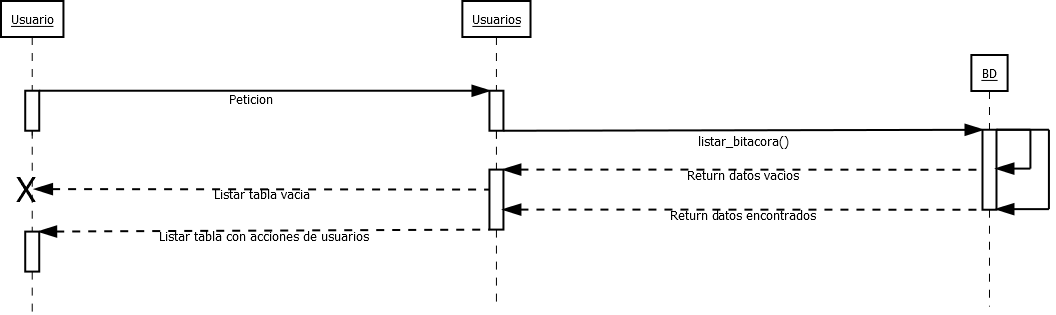 Usuario
Usuarios
BD
Peticion
listar_bitacora()
Return datos vacios
Listar tabla vacia
X
Return datos encontrados
Listar tabla con acciones de usuarios